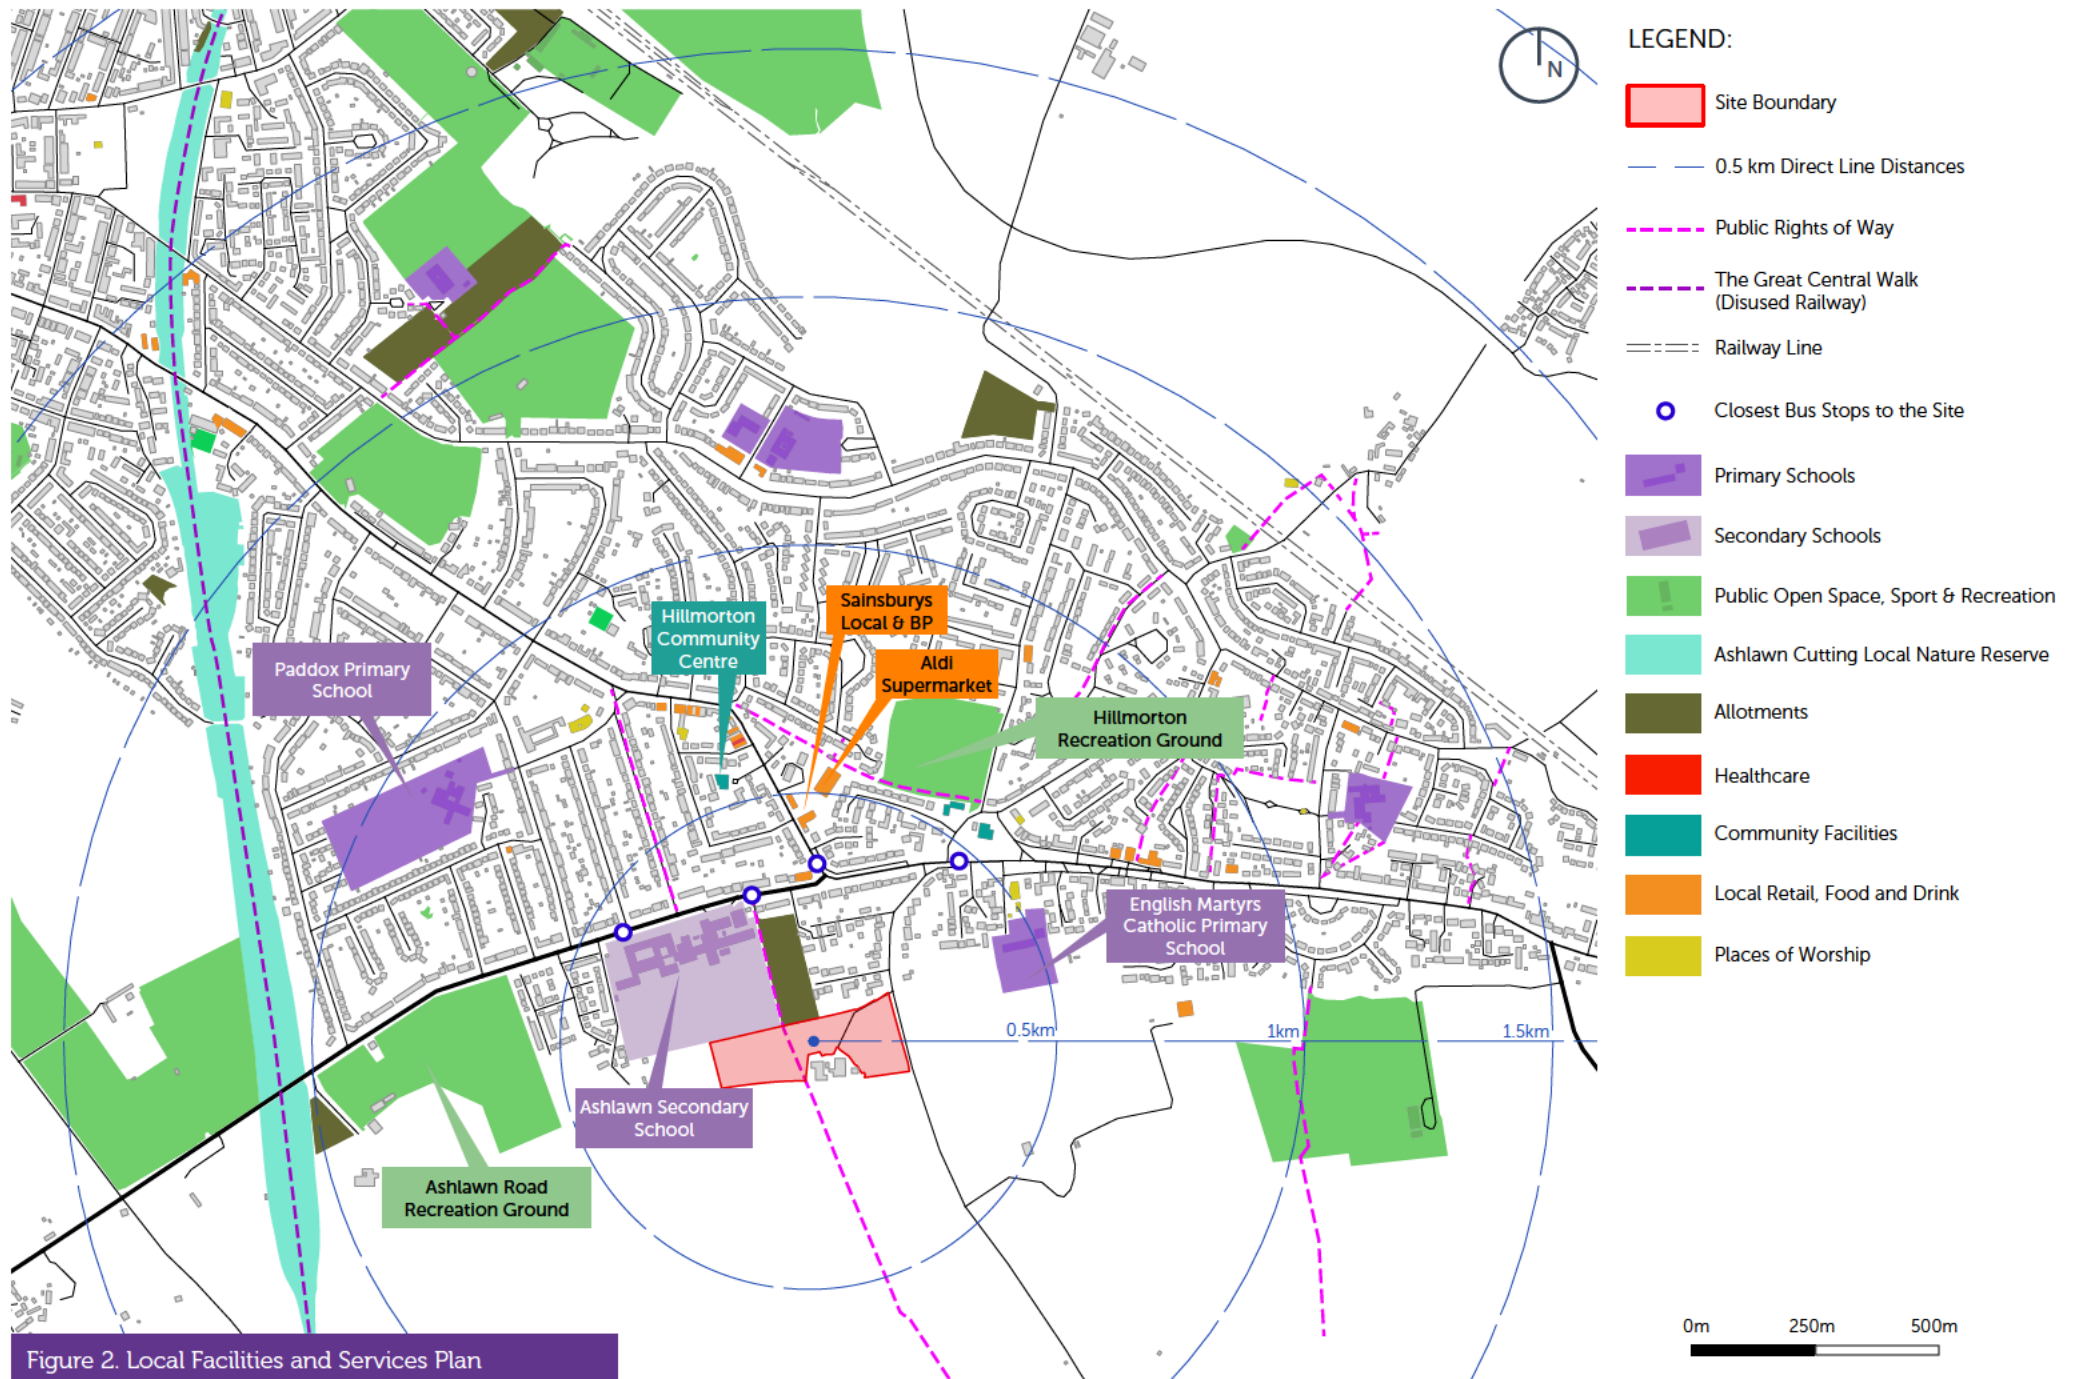 LEGEND:
N
Site Boundary
0.5 km Direct Line Distances
Public Rights of Way
The Great Central Walk
(Disused Railway)
Railway Line
Closest Bus Stops to the Site
Primary Schools
Secondary Schools
Public Open Space, Sport & Recreation
Ashlawn Cutting Local Nature Reserve
Allotments
Healthcare
Community Facilities
Local Retail, Food and Drink
Places of Worship
0m
250m
500m
Sainsburys
Local & BP
Hillmorton
Community
Centre
Aldi
Supermarket
Paddox Primary
School
Hillmorton
Recreation Ground
English Martyrs
Catholic Primary
School
0.5km
1km
1.5km
Ashlawn Secondary
School
Ashlawn Road
Recreation Ground
Figure 2. Local Facilities and Services Plan